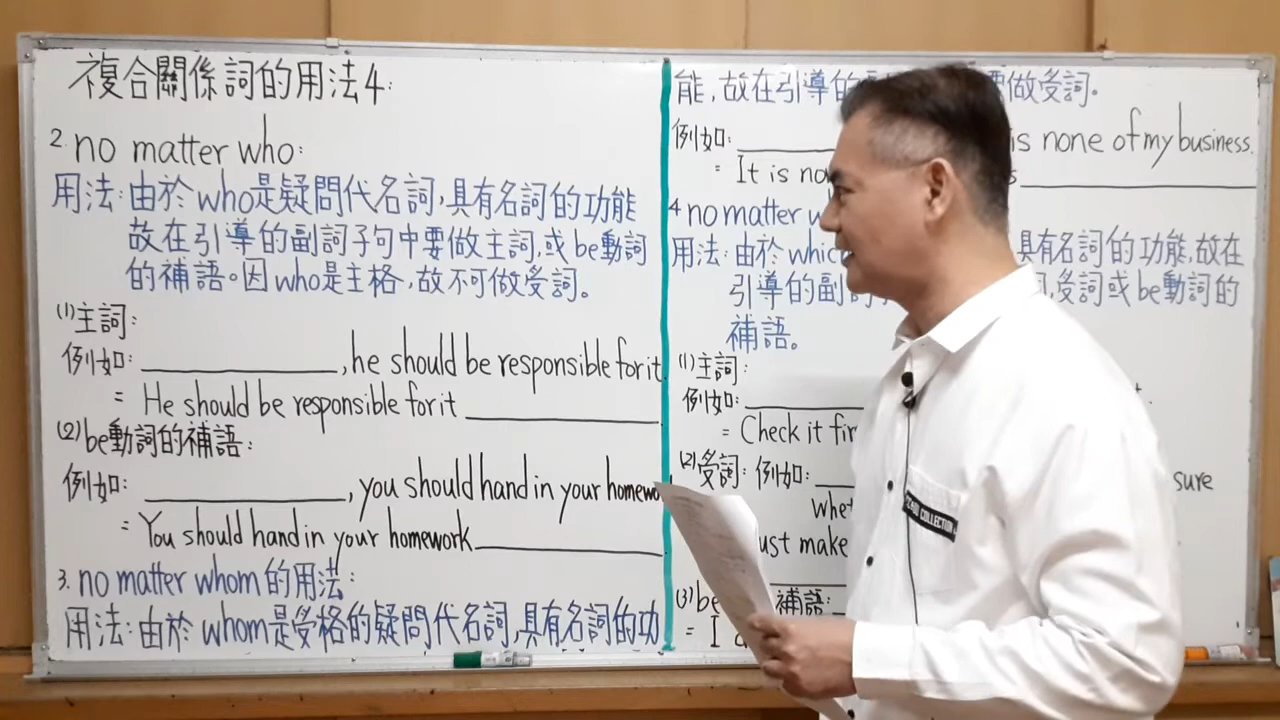 複合關係詞的用法4:
2. no matter who:
用法:由於who是疑問代名詞,具有名詞的功能
故在引導的副詞子句中要做主詞,或be動詞
的補語。因who是主格,故不可做受詞。
(1)主詞:
例如:____________,he should be responsible for it
= He should be responsible for it ____________
(2)be動詞的補語:
例如:____________, you should hand in your
= You should hand in your homework____________
3. no matter whom的用法:
用法:由於whom是受格的疑問代名詞,具有名詞的功
能,故在引導的 做受詞。
例如:____________ is none of my business.
= It is ____________
4 no matter
用法:由於 具有名詞的功能,故在
引導的副 受詞或be動詞的
補語。
(1)主詞:
例如:____________
= Check it
(2)受詞:例如:____________ sure
make
(3)be 補語:____________
= I
COLLECTION